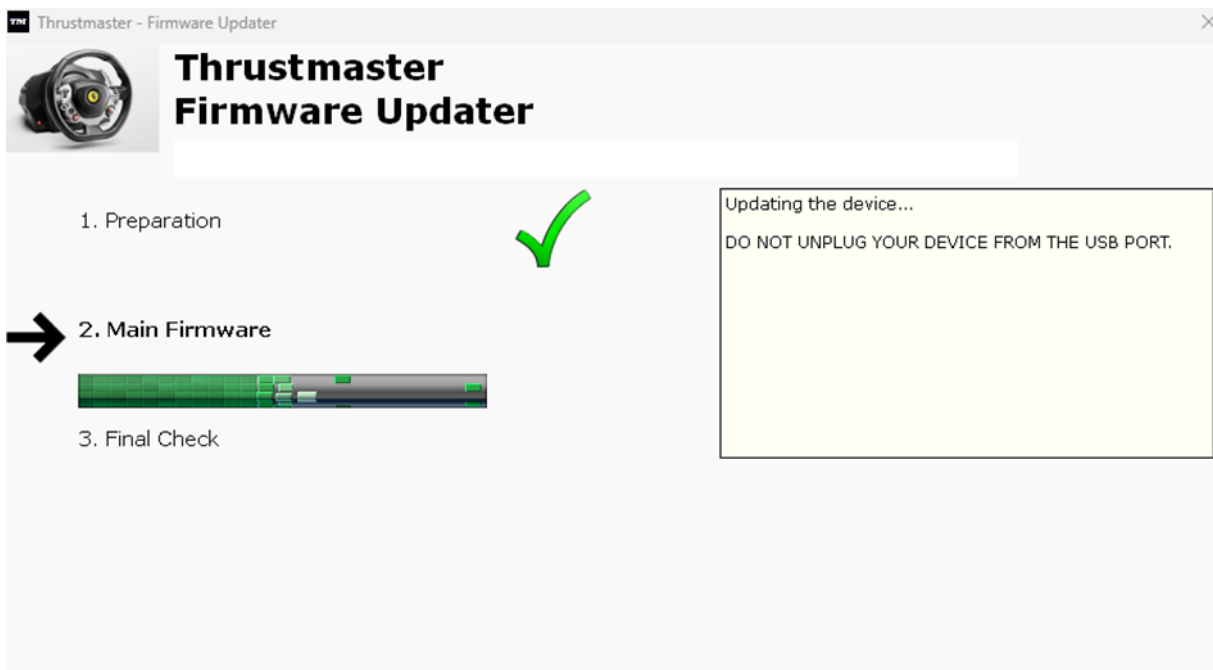 TM Thrustmaster - Firmware Updater
Thrustmaster
Firmware Updater
1. Preparation
Updating the device...
DO NOT UNPLUG YOUR DEVICE FROM THE USB PORT.
2. Main Firmware
3. Final Check